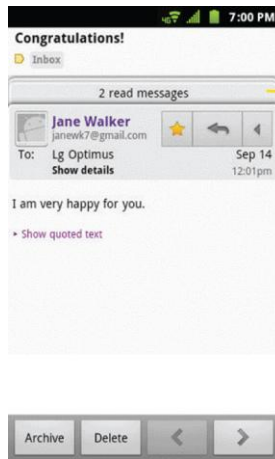 7:00 PM
Congratulations!
Inbox
2 read messages
Jane Walker
janewk7@gmail.com
To: Lg Optimus Sep 14
Show details 12:01pm
I am very happy for you.
Show quoted text
Archive Delete